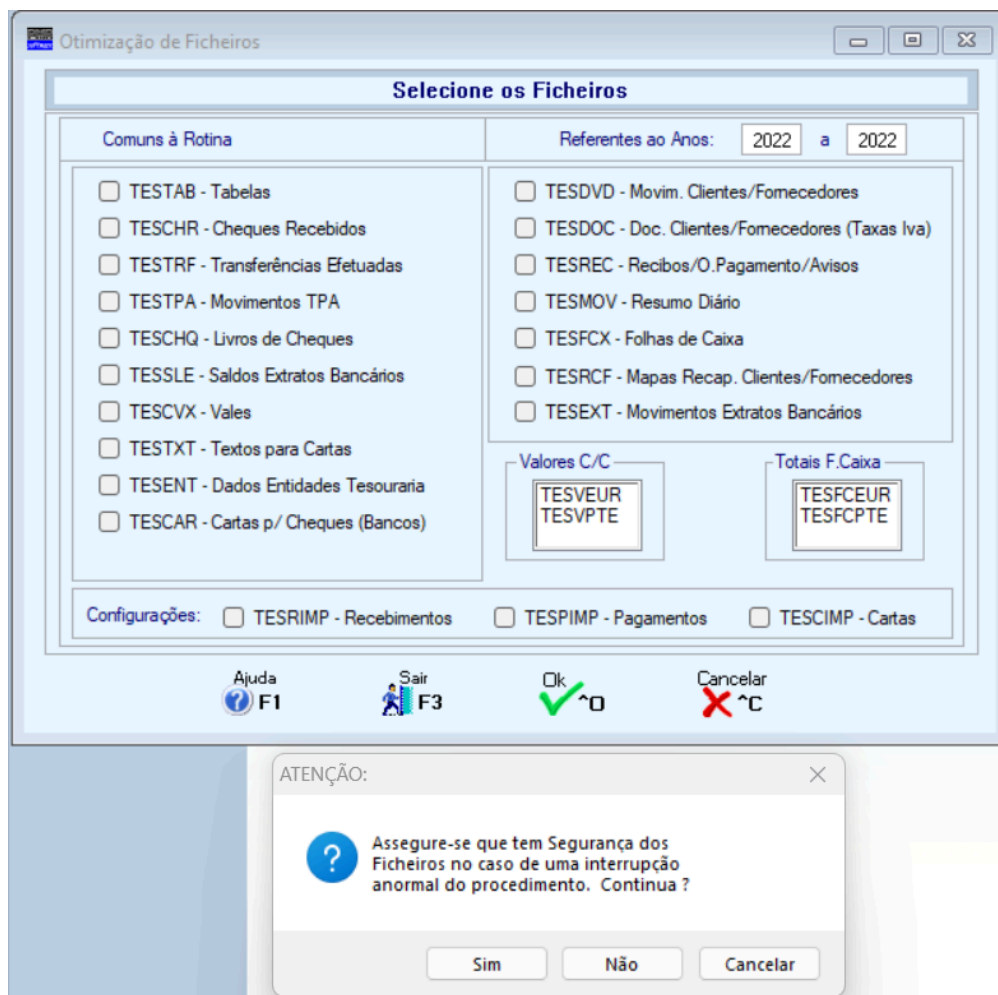 Otimização de Ficheiros
Selecione os Ficheiros
Comuns à Rotina
Referentes ao Anos: 2022 a 2022
TESTAB - Tabelas
TESCHR - Cheques Recebidos
TESTRF - Transferências Efetuadas
TESTPA - Movimentos TPA
TESCHQ - Livros de Cheques
TESSLE - Saldos Extratos Bancários
TESCVX - Vales
TESTXT - Textos para Cartas
TESENT - Dados Entidades Tesouraria
TESCAR - Cartas p/ Cheques (Bancos)
TESDVD - Movim. Clientes/Fornecedores
TESDOC - Doc. Clientes/Fornecedores (Taxas Iva)
TESREC - Recibos/O.Pagamento/Avisos
TESMOV - Resumo Diário
TESFCX - Folhas de Caixa
TESRCF - Mapas Recap. Clientes/Fornecedores
TESEXT - Movimentos Extratos Bancários
Valores C/C
TESVEUR
TESVPTE
Totais F.Caixa
TESFCEUR
TESFCPTE
Configurações: TESRIMP - Recebimentos TESPIMP - Pagamentos TESCIMP - Cartas
Ajuda
F1
Sair
F3
Ok
^O
Cancelar
^C
ATENÇÃO:
Assegure-se que tem Segurança dos
Ficheiros no caso de uma interrupção
anormal do procedimento. Continua ?
Sim Não Cancelar